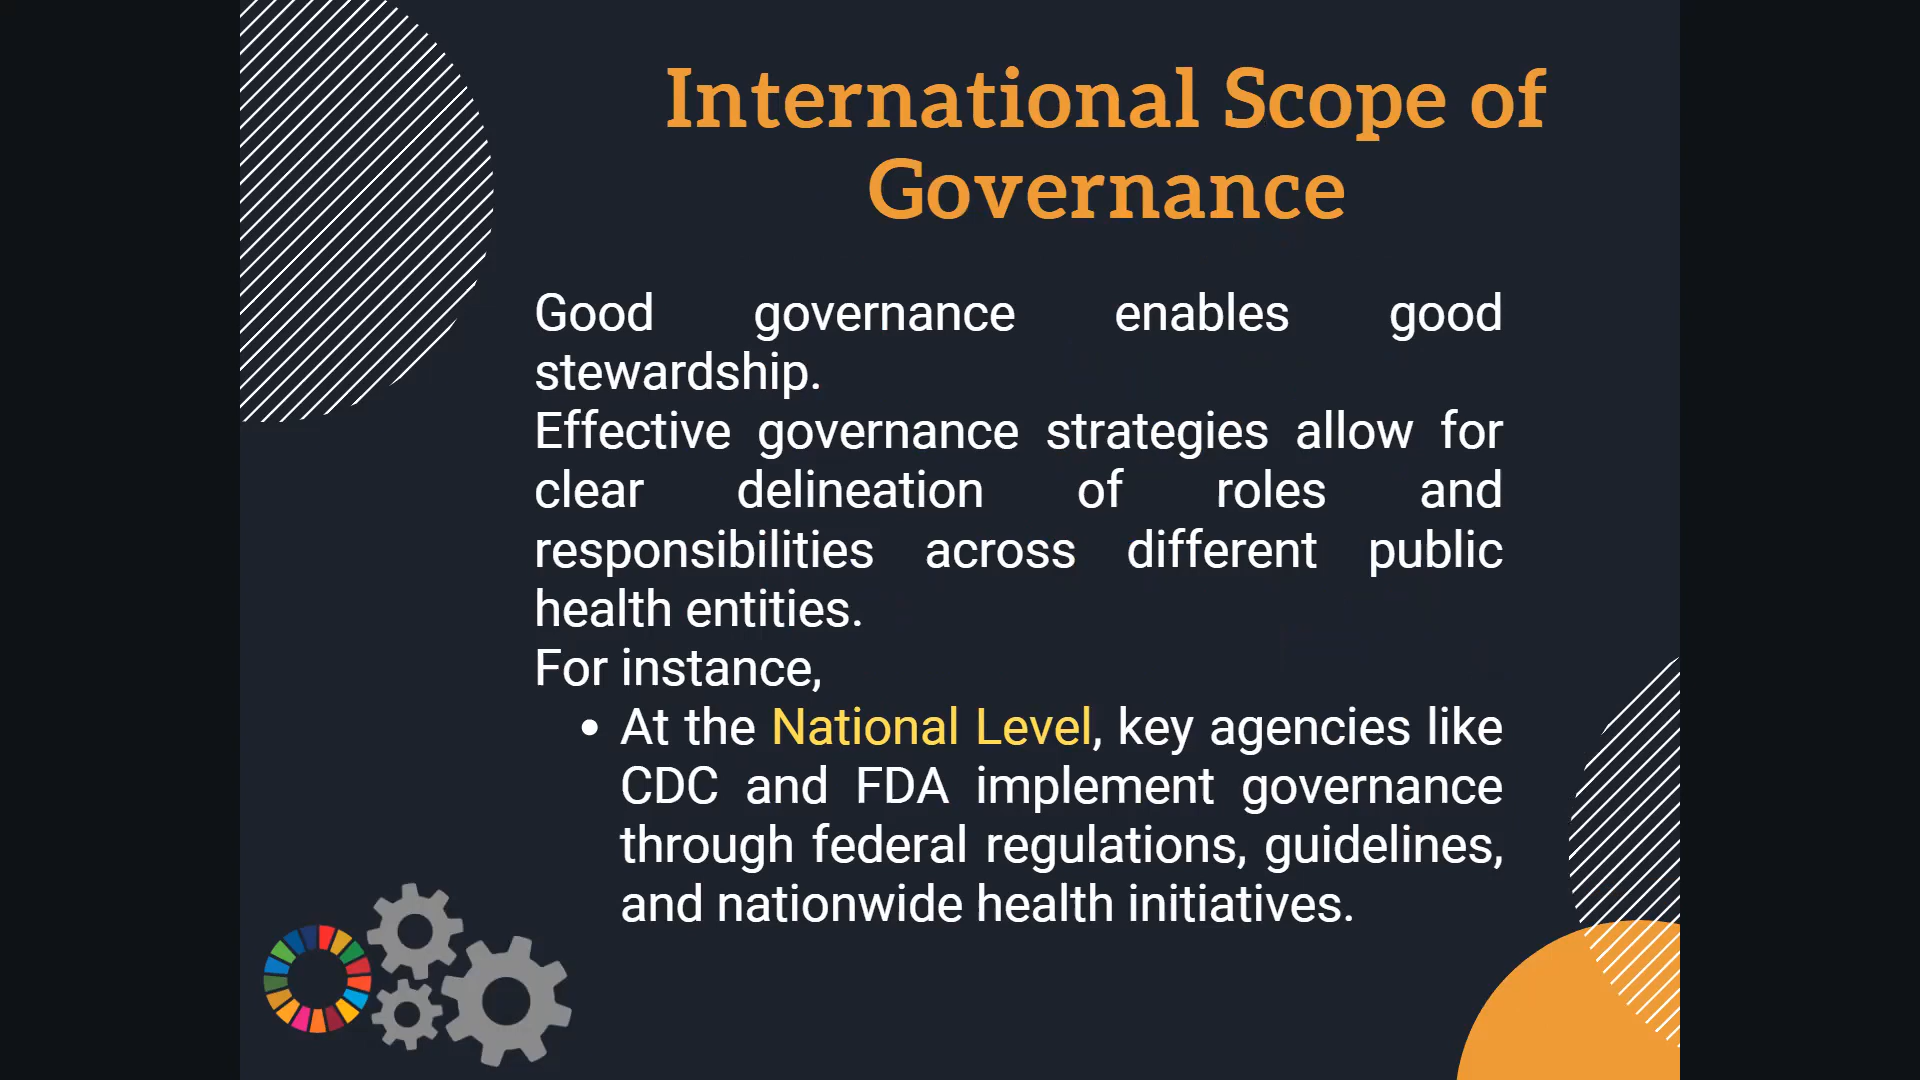 International Scope of
Governance
Good governance enables good
stewardship.
Effective governance strategies allow for
clear delineation of roles and
responsibilities across different public
health entities.
For instance,
• At the National Level, key agencies like
CDC and FDA implement governance
through federal regulations, guidelines,
and nationwide health initiatives.